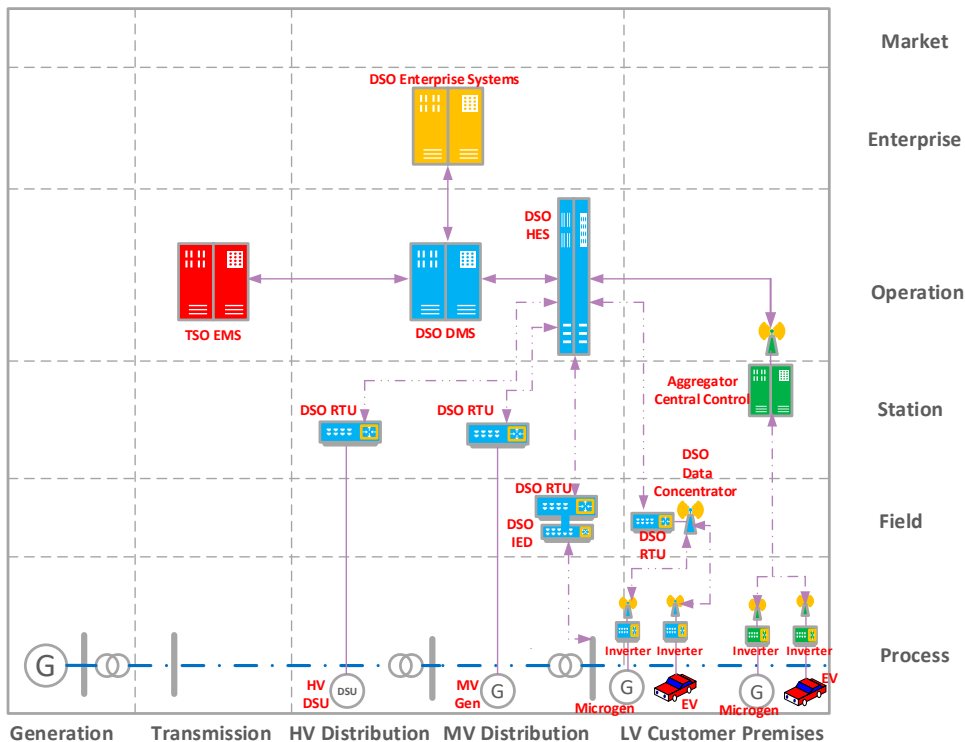 Market
DSO Enterprise Systems
Enterprise
DSO
HES
Operation
TSO EMS
DSO DMS
Aggregator
Central Control
Station
DSO RTU
DSO RTU
DSO
Data
Concentrator
DSO RTU
DSO
IED
DSO
RTU
Field
Inverter
Inverter
Inverter
Inverter
Process
G
HV
DSU
DSU
MV
Gen
G
G
Microgen
EV
G
Microgen
EV
Generation
Transmission
HV Distribution
MV Distribution
LV Customer Premises